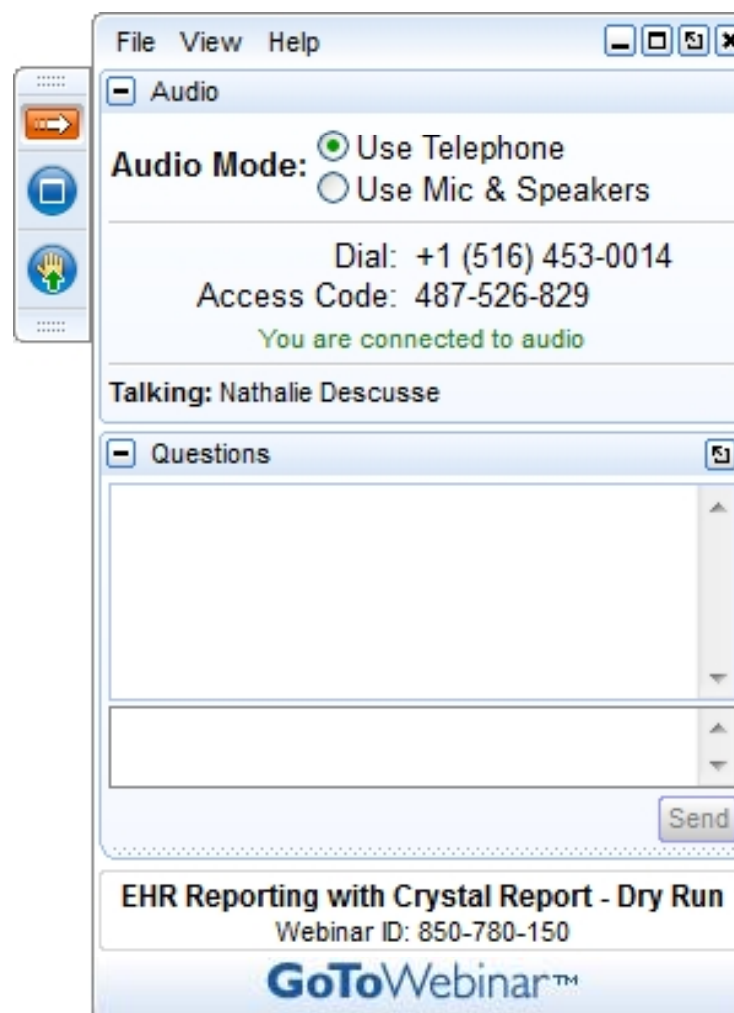 File View Help
Audio
Audio Mode:
Use Telephone
Use Mic & Speakers
Dial: +1 (516) 453-0014
Access Code: 487-526-829
You are connected to audio
Talking: Nathalie Descusse
Questions
Send
EHR Reporting with Crystal Report - Dry Run
Webinar ID: 850-780-150
GoToWebinar™